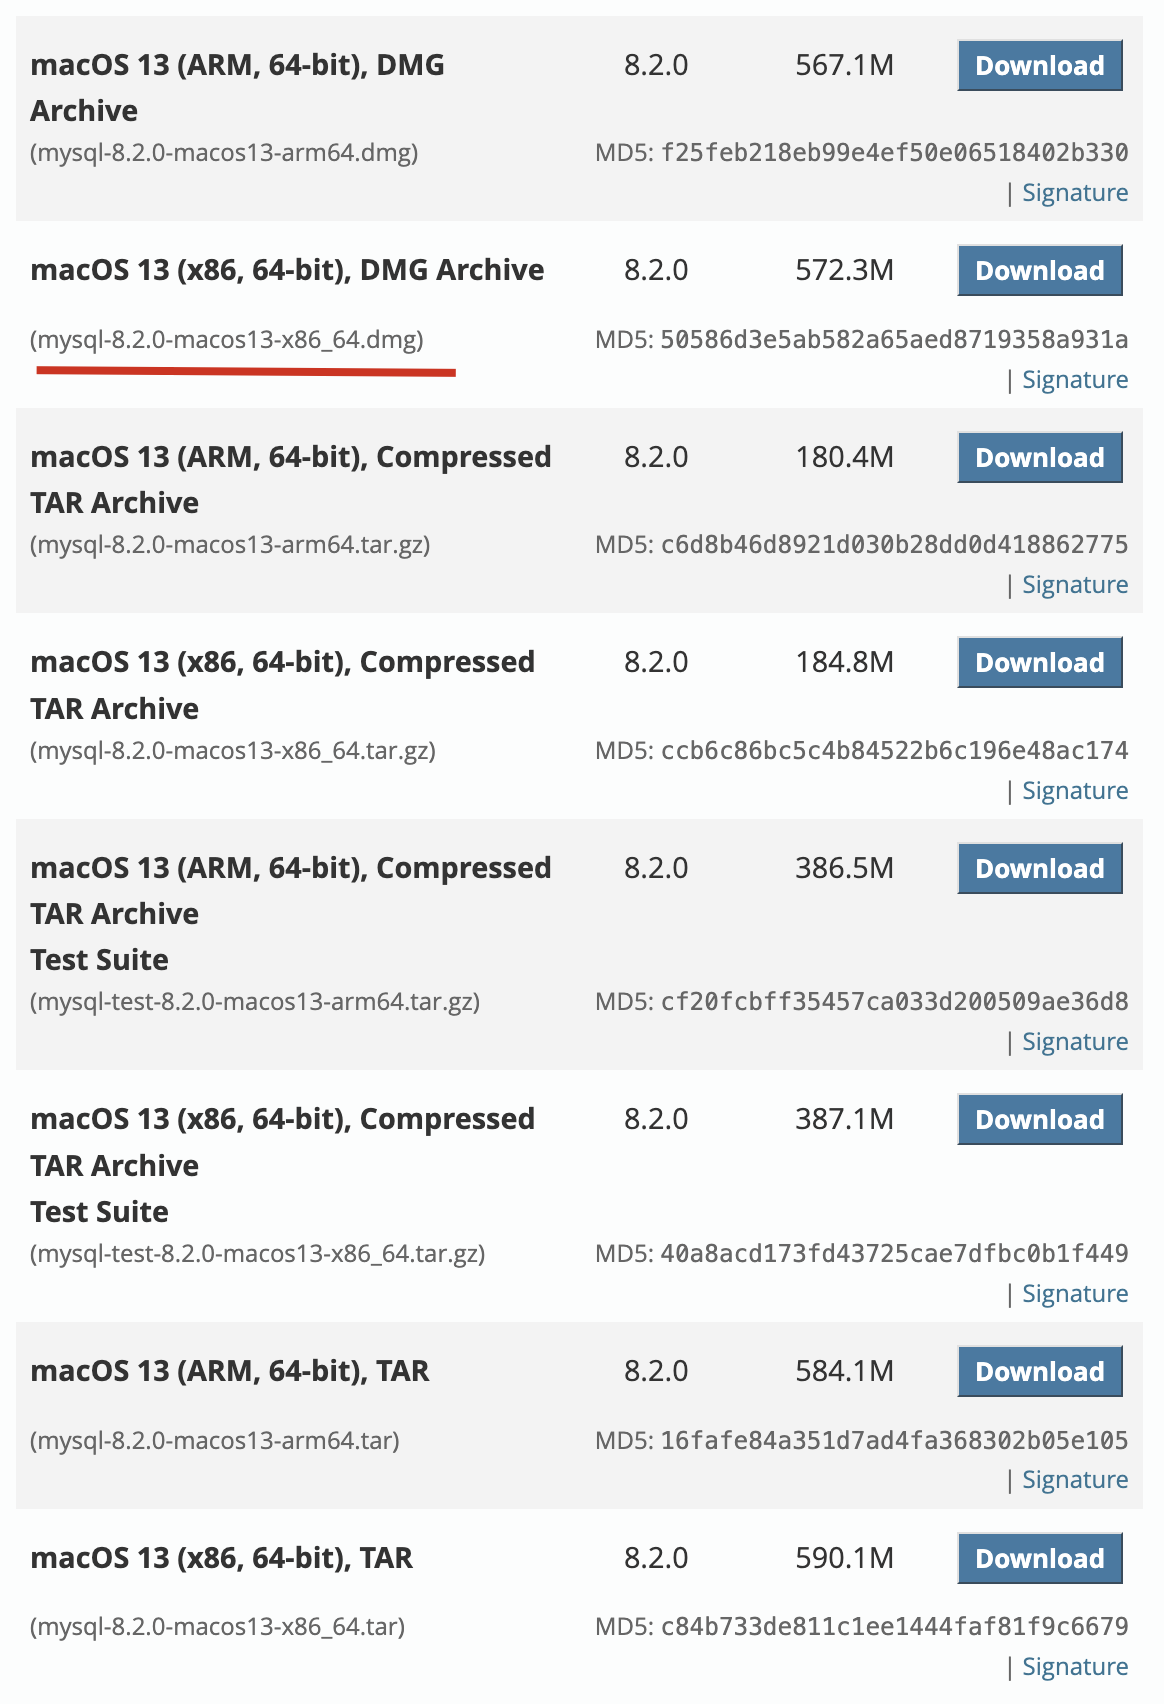 macOS 13 (ARM, 64-bit), DMG Archive 8.2.0 567.1M Download
(mysql-8.2.0-macos13-arm64.dmg) MD5: f25feb218eb99e4ef50e06518402b330
| Signature
macOS 13 (x86, 64-bit), DMG Archive 8.2.0 572.3M Download
(mysql-8.2.0-macos13-x86_64.dmg) MD5: 50586d3e5ab582a65aed8719358a931a
| Signature
macOS 13 (ARM, 64-bit), Compressed TAR Archive 8.2.0 180.4M Download
(mysql-8.2.0-macos13-arm64.tar.gz) MD5: c6d8b46d8921d030b28dd0d418862775
| Signature
macOS 13 (x86, 64-bit), Compressed TAR Archive 8.2.0 184.8M Download
(mysql-8.2.0-macos13-x86_64.tar.gz) MD5: ccb6c86bc5c4b84522b6c196e48ac174
| Signature
macOS 13 (ARM, 64-bit), Compressed TAR Archive 8.2.0 386.5M Download
Test Suite
(mysql-test-8.2.0-macos13-arm64.tar.gz) MD5: cf20fcbff35457ca033d200509ae36d8
| Signature
macOS 13 (x86, 64-bit), Compressed TAR Archive 8.2.0 387.1M Download
Test Suite
(mysql-test-8.2.0-macos13-x86_64.tar.gz) MD5: 40a8acd173fd43725cae7dfbc0b1f449
| Signature
macOS 13 (ARM, 64-bit), TAR 8.2.0 584.1M Download
(mysql-8.2.0-macos13-arm64.tar) MD5: 16fafe84a351d7ad4fa368302b05e105
| Signature
macOS 13 (x86, 64-bit), TAR 8.2.0 590.1M Download
(mysql-8.2.0-macos13-x86_64.tar) MD5: c84b733de811c1ee1444faf81f9c6679
| Signature